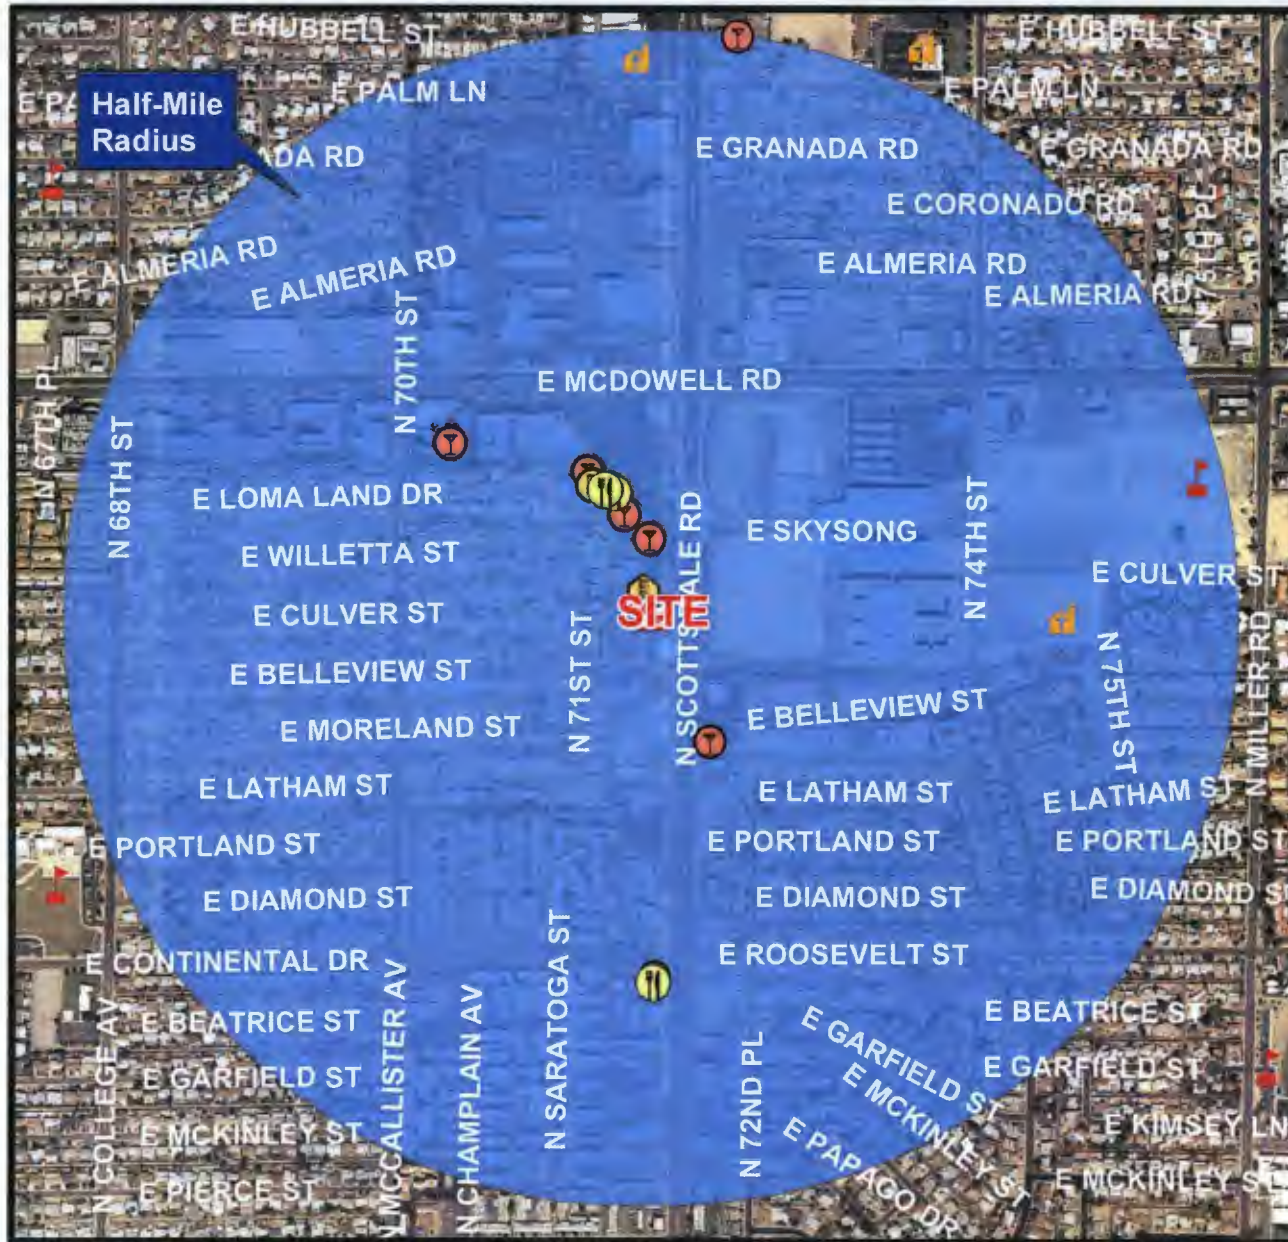 E HUBBELL ST
E HUBBELL ST
E PALM LN
E PALM LN
E PA
Half-Mile
Radius
ADA RD
E GRANADA RD
E GRANADA RD
E CORONADO RD
N 75TH PL
E ALMERIA RD
E ALMERIA RD
E ALMERIA RD
E ALMERIA RD
N 70TH ST
E MCDOWELL RD
N 67TH PL
N 68TH ST
E LOMA LAND DR
E SKYSONG
N 74TH ST
E WILLETTA ST
E CULVER ST
E CULVER ST
SITE
N SCOTTSDALE RD
N 71ST ST
E BELLEVIEW ST
E BELLEVIEW ST
N 75TH ST
N MILLER RD
E MORELAND ST
E LATHAM ST
E LATHAM ST
E LATHAM ST
E PORTLAND ST
E PORTLAND ST
E PORTLAND ST
E DIAMOND ST
E DIAMOND ST
E DIAMOND S
E CONTINENTAL DR
E ROOSEVELT ST
N COLLEGE AV
N MCCALLISTER AV
N CHAMPLAIN AV
N SARATOGA ST
N 72ND PL
E BEATRICE ST
E BEATRICE ST
E GARFIELD ST
E GARFIELD ST
E GARFIELD ST
E MCKINLEY ST
E MCKINLEY ST
E KIMSEY LN
E PAPAGO DR
E PIERCE ST
E MCKINLEY S